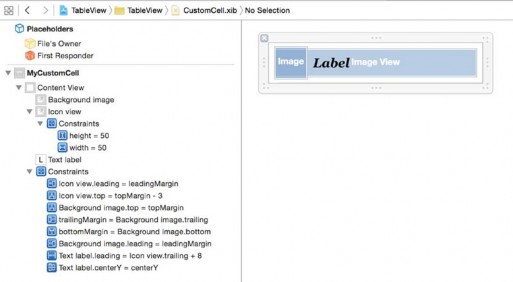 TableView TableView CustomCell.xib No Selection
Placeholders
File's Owner
First Responder
MyCustomCell
Content View
Background image
Icon view
Constraints
height = 50
width = 50
L Text label
Constraints
Icon view.leading = leadingMargin
Icon view.top = topMargin - 3
Background image.top = topMargin
trailingMargin = Background image.trailing
bottomMargin = Background image.bottom
Background image.leading = leadingMargin
Text label.leading = Icon view.trailing + 8
Text label.centerY = centerY
Image Label Image View